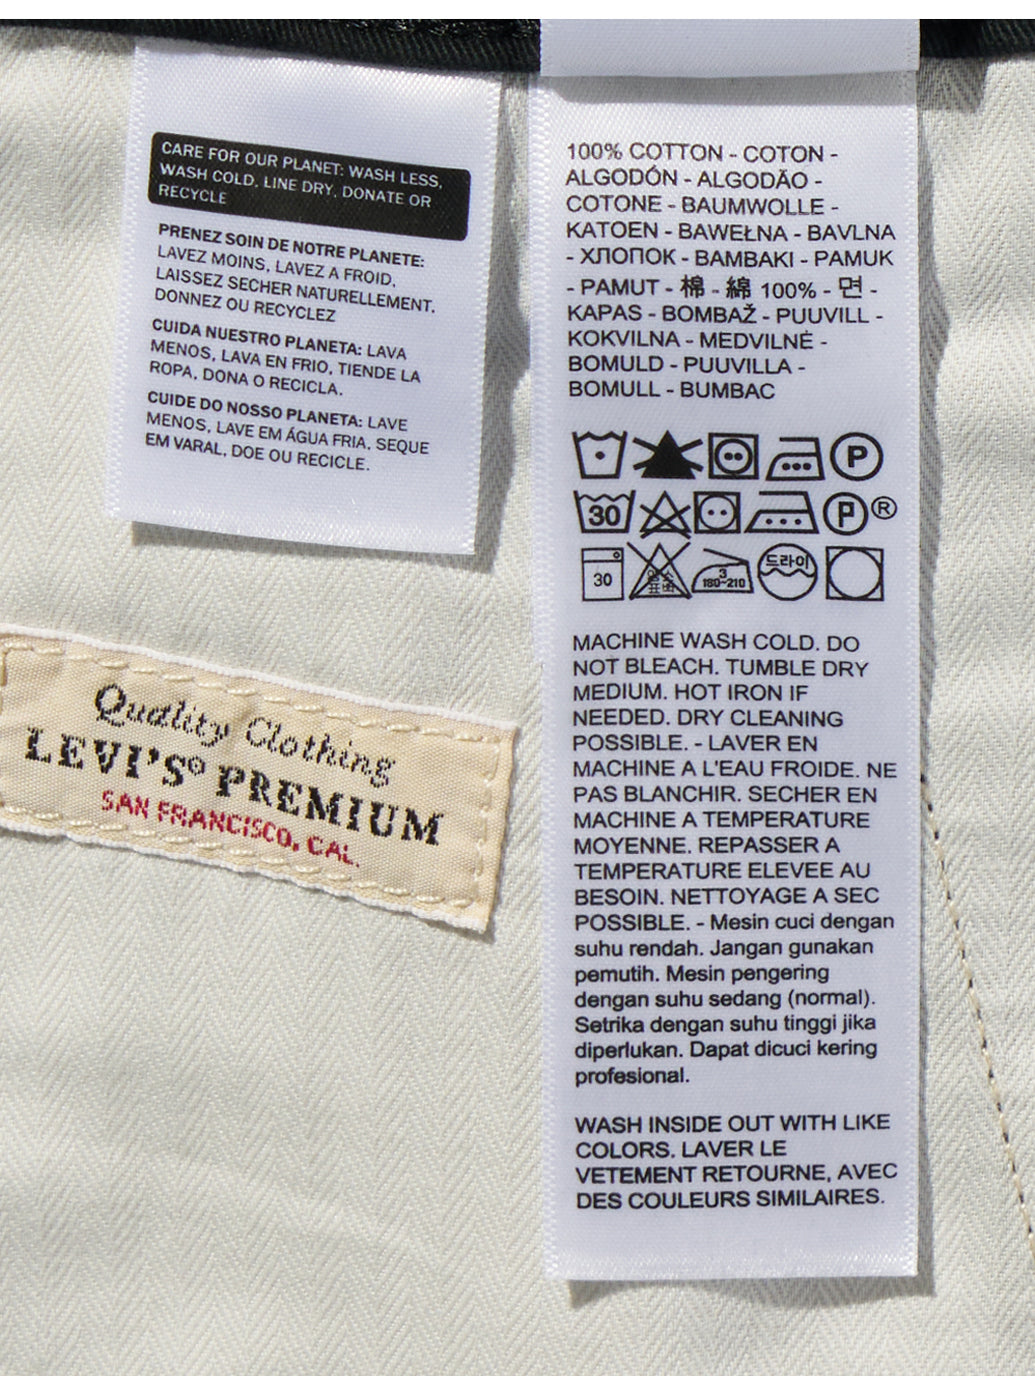 CARE FOR OUR PLANET: WASH LESS,
WASH COLD, LINE DRY, DONATE OR
RECYCLE
PRENEZ SOIN DE NOTRE PLANETE:
LAVEZ MOINS, LAVEZ A FROID,
LAISSEZ SECHER NATURELLEMENT,
DONNEZ OU RECYCLEZ
CUIDA NUESTRO PLANETA: LAVA
MENOS, LAVA EN FRIO, TIENDE LA
ROPA, DONA O RECICLA.
CUIDE DO NOSSO PLANETA: LAVE
MENOS, LAVE EM ÁGUA FRIA, SEQUE
EM VARAL, DOE OU RECICLE.
Quality Clothing
LEVI'S® PREMIUM
SAN FRANCISCO, CAL.
100% COTTON - COTON -
ALGODÓN - ALGODÃO -
COTONE - BAUMWOLLE -
KATOEN - BAWEŁNA - BAVLNA
- ХЛОПОК - BAMBAKI - PAMUK
- PAMUT - 棉 - 綿 100% - 면 -
KAPAS - BOMBAŽ - PUUVILL -
KOKVILNA - MEDVILNĖ -
BOMULD - PUUVILLA -
BOMULL - BUMBAC
P
30 P ®
30 염소표백 3 180~210 드라이
MACHINE WASH COLD. DO
NOT BLEACH. TUMBLE DRY
MEDIUM. HOT IRON IF
NEEDED. DRY CLEANING
POSSIBLE. - LAVER EN
MACHINE A L'EAU FROIDE. NE
PAS BLANCHIR. SECHER EN
MACHINE A TEMPERATURE
MOYENNE. REPASSER A
TEMPERATURE ELEVEE AU
BESOIN. NETTOYAGE A SEC
POSSIBLE. - Mesin cuci dengan
suhu rendah. Jangan gunakan
pemutih. Mesin pengering
dengan suhu sedang (normal).
Setrika dengan suhu tinggi jika
diperlukan. Dapat dicuci kering
profesional.
WASH INSIDE OUT WITH LIKE
COLORS. LAVER LE
VETEMENT RETOURNE, AVEC
DES COULEURS SIMILAIRES.